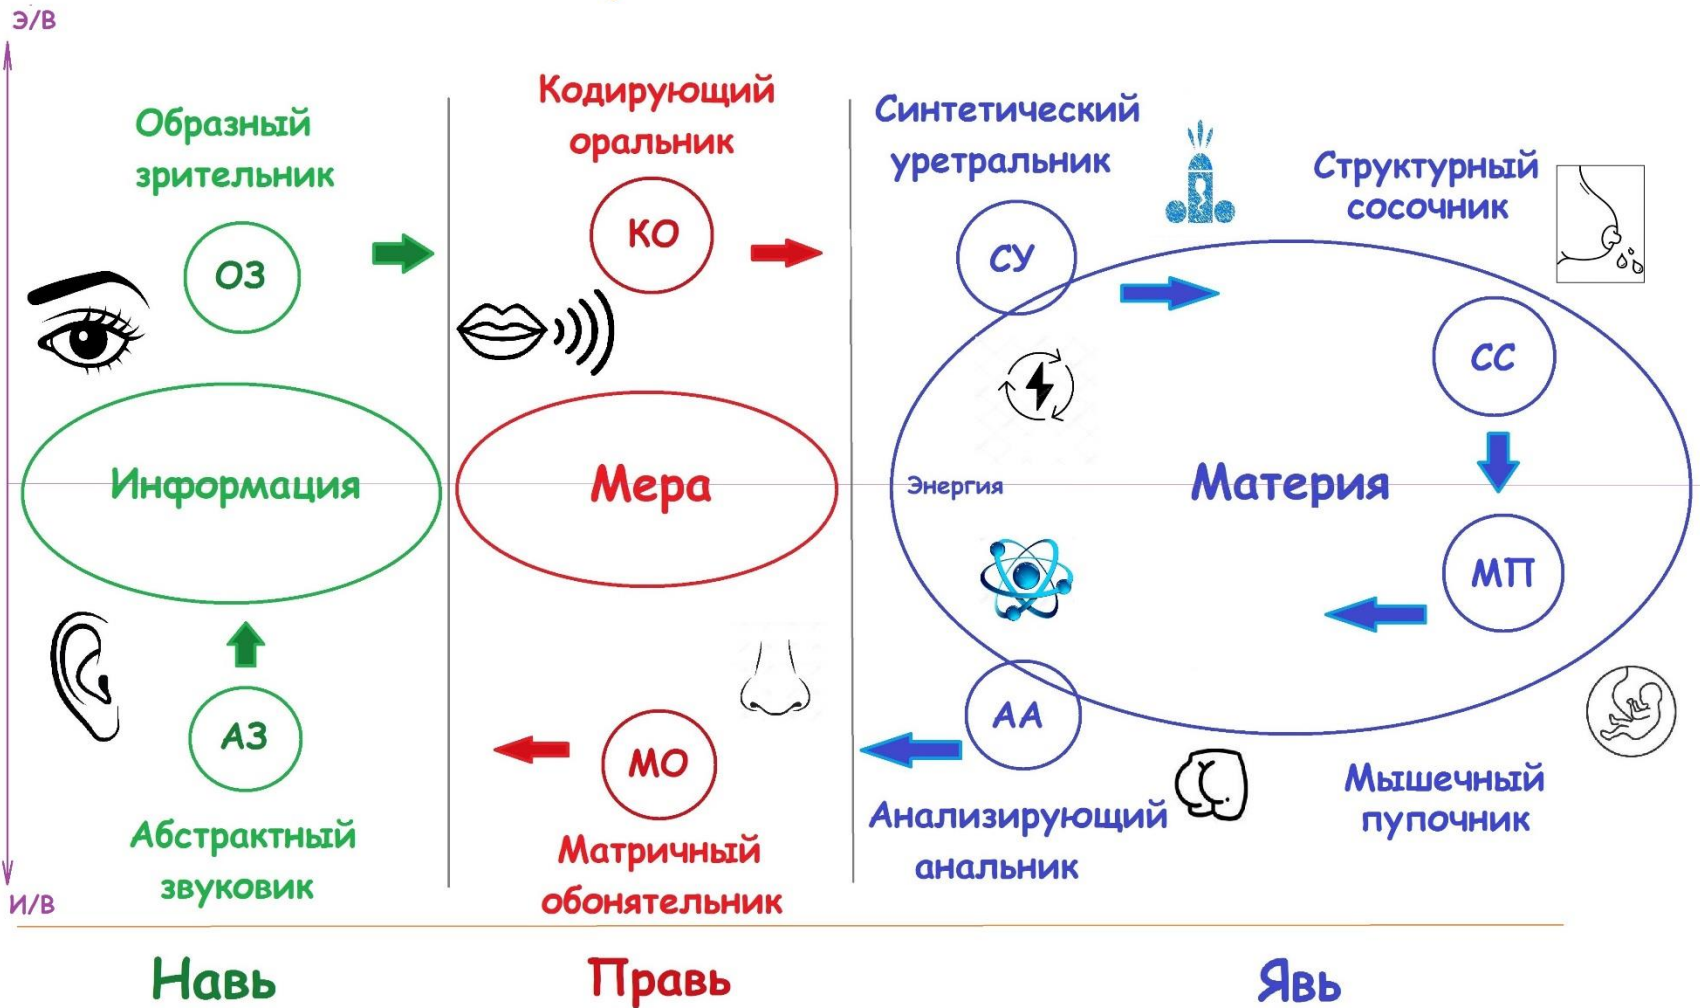 Э/В
Образный
зрительник
ОЗ
Информация
АЗ
Абстрактный
звуковик
И/В
Навь
Кодирующий
оральник
КО
Мера
МО
Матричный
обонятельник
Правь
Синтетический
уретральник
СУ
Структурный
сосочник
СС
Энергия
Материя
МП
АА
Анализирующий
анальник
Мышечный
пупочник
Явь